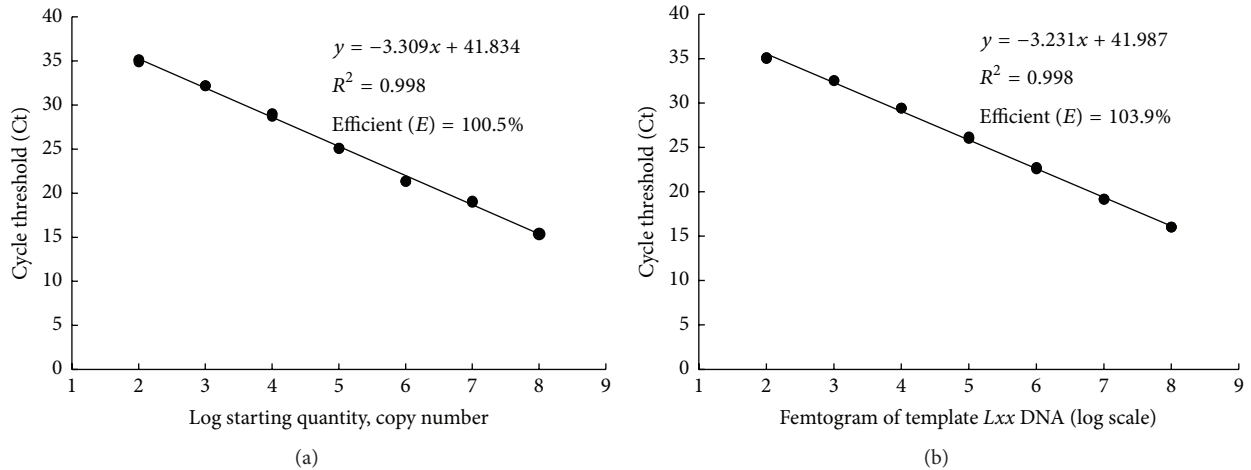 40
35
30
25
20
15
10
5
0
Cycle threshold (Ct)
y = −3.309x + 41.834
R² = 0.998
Efficient (E) = 100.5%
1 2 3 4 5 6 7 8 9
Log starting quantity, copy number
(a)
40
35
30
25
20
15
10
5
0
Cycle threshold (Ct)
y = −3.231x + 41.987
R² = 0.998
Efficient (E) = 103.9%
1 2 3 4 5 6 7 8 9
Femtogram of template Lxx DNA (log scale)
(b)